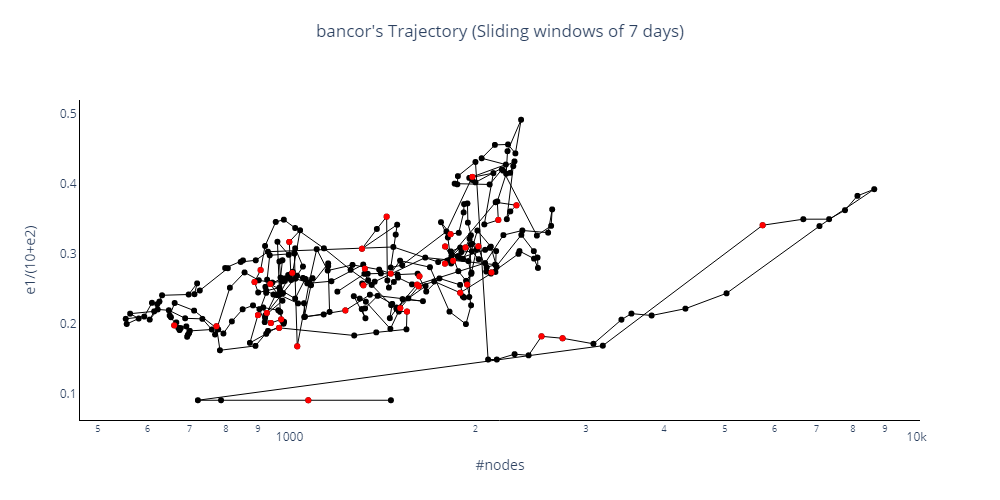 bancor's Trajectory (Sliding windows of 7 days)
e1/(10+e2)
0.5
0.4
0.3
0.2
0.1
5 6 7 8 9 1000 2 3 4 5 6 7 8 9 10k
#nodes